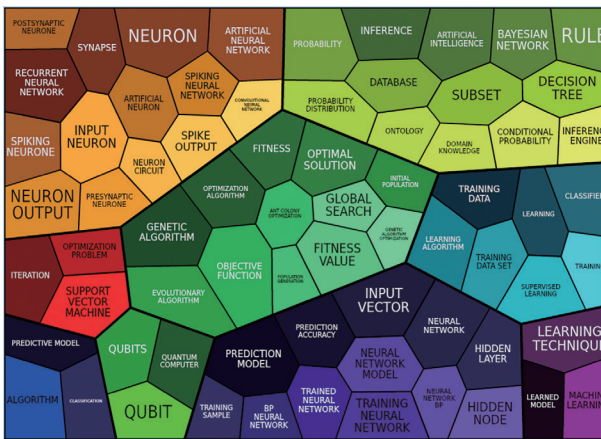 POSTSYNAPTIC
NEURONE
SYNAPSE
NEURON
ARTIFICIAL
NEURAL
NETWORK
RECURRENT
NEURAL
NETWORK
ARTIFICIAL
NEURON
SPIKING
NEURAL
NETWORK
CONVOLUTIONAL
NEURAL
NETWORK
SPIKING
NEURONE
INPUT
NEURON
NEURON
CIRCUIT
SPIKE
OUTPUT
NEURON
OUTPUT
PRESYNAPTIC
NEURONE
PROBABILITY
INFERENCE
ARTIFICIAL
INTELLIGENCE
BAYESIAN
NETWORK
RULE
DATABASE
SUBSET
DECISION
TREE
PROBABILITY
DISTRIBUTION
ONTOLOGY
DOMAIN
KNOWLEDGE
CONDITIONAL
PROBABILITY
INFERENCE
ENGINE
FITNESS
OPTIMAL
SOLUTION
INITIAL
POPULATION
OPTIMIZATION
ALGORITHM
ANT COLONY
OPTIMIZATION
GLOBAL
SEARCH
GENETIC
ALGORITHM
OPTIMIZATION
GENETIC
ALGORITHM
OBJECTIVE
FUNCTION
POPULATION
GENERATION
FITNESS
VALUE
EVOLUTIONARY
ALGORITHM
TRAINING
DATA
LEARNING
CLASSIFIE
LEARNING
ALGORITHM
TRAINING
DATA SET
SUPERVISED
LEARNING
TRAINING
ITERATION
OPTIMIZATION
PROBLEM
SUPPORT
VECTOR
MACHINE
PREDICTIVE MODEL
ALGORITHM
CLASSIFICATION
QUBITS
QUANTUM
COMPUTER
QUBIT
PREDICTION
MODEL
PREDICTION
ACCURACY
INPUT
VECTOR
NEURAL
NETWORK
HIDDEN
LAYER
NEURAL
NETWORK
MODEL
TRAINING
SAMPLE
BP
NEURAL
NETWORK
TRAINED
NEURAL
NETWORK
TRAINING
NEURAL
NETWORK
NEURAL
NETWORK
BP
HIDDEN
NODE
LEARNING
TECHNIQUE
LEARNED
MODEL
MACHINE
LEARNING